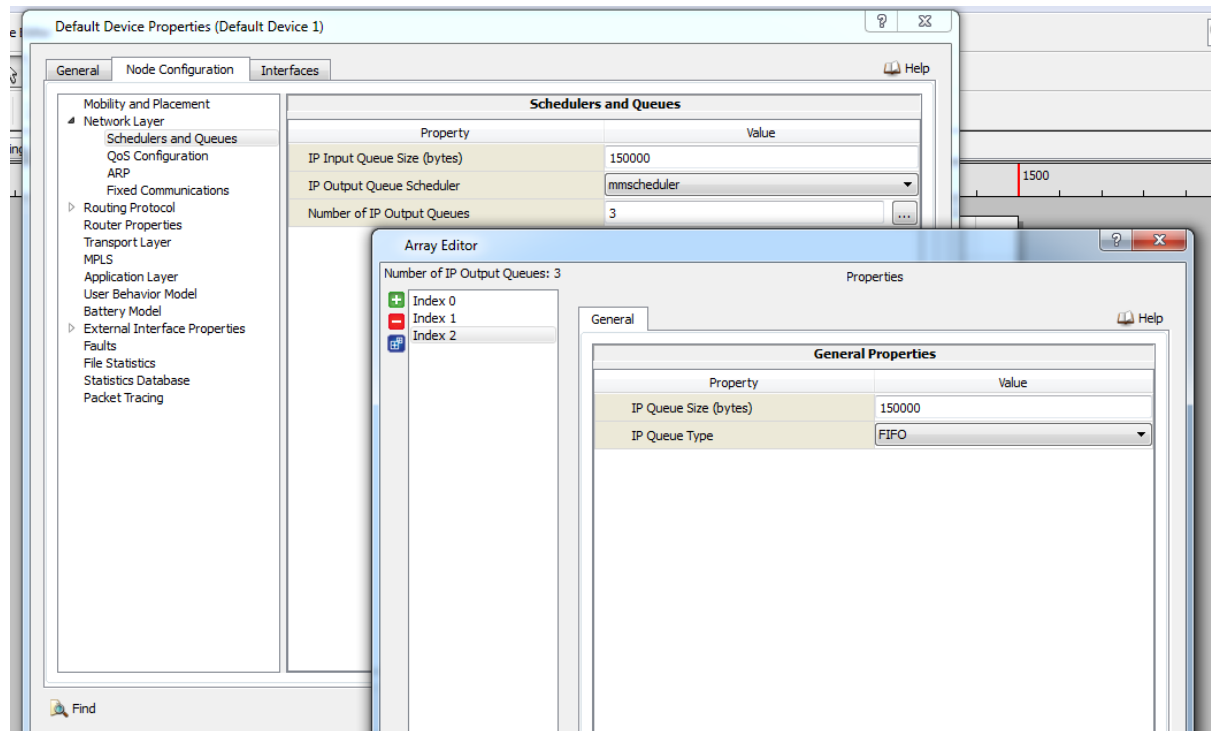 Default Device Properties (Default Device 1)
General
Node Configuration
Interfaces
Help
Mobility and Placement
Network Layer
Schedulers and Queues
QoS Configuration
ARP
Fixed Communications
Routing Protocol
Router Properties
Transport Layer
MPLS
Application Layer
User Behavior Model
Battery Model
External Interface Properties
Faults
File Statistics
Statistics Database
Packet Tracing
Schedulers and Queues
Property Value
IP Input Queue Size (bytes) 150000
IP Output Queue Scheduler mmscheduler
Number of IP Output Queues 3 ...
1500
Find
Array Editor
Number of IP Output Queues: 3
Index 0
Index 1
Index 2
Properties
General
Help
General Properties
Property Value
IP Queue Size (bytes) 150000
IP Queue Type FIFO